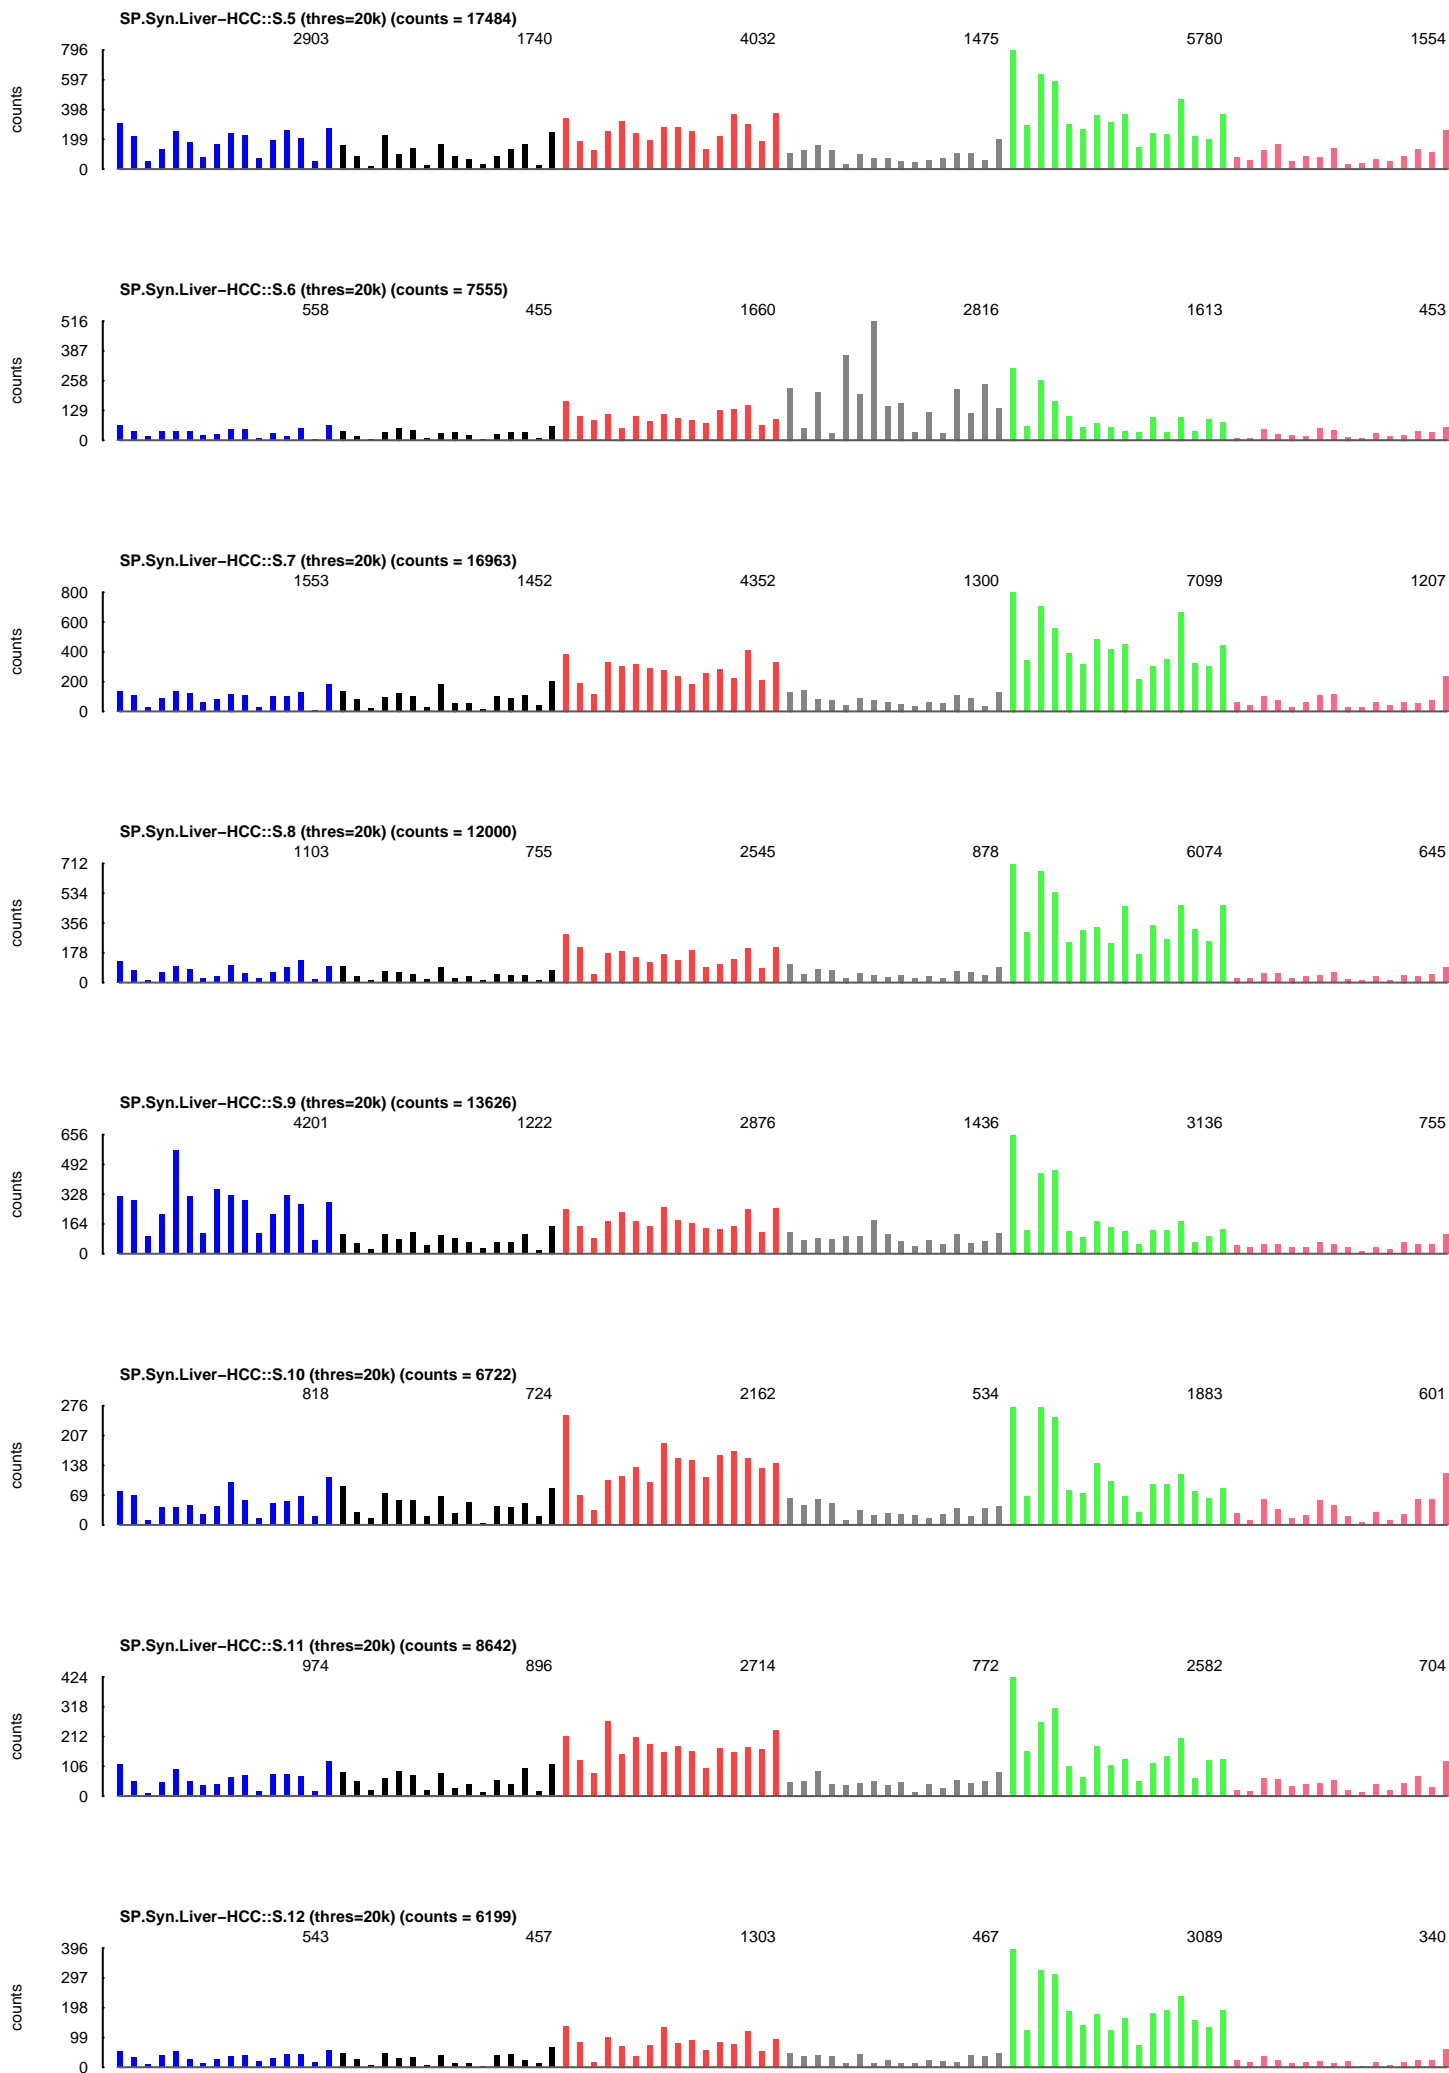 SP.Syn.Liver−HCC::S.5 (thres=20k) (counts = 17484)
2903 1740 4032 1475 5780 1554
796
597
398
199
0
counts
SP.Syn.Liver−HCC::S.6 (thres=20k) (counts = 7555)
558 455 1660 2816 1613 453
516
387
258
129
0
counts
SP.Syn.Liver−HCC::S.7 (thres=20k) (counts = 16963)
1553 1452 4352 1300 7099 1207
800
600
400
200
0
counts
SP.Syn.Liver−HCC::S.8 (thres=20k) (counts = 12000)
1103 755 2545 878 6074 645
712
534
356
178
0
counts
SP.Syn.Liver−HCC::S.9 (thres=20k) (counts = 13626)
4201 1222 2876 1436 3136 755
656
492
328
164
0
counts
SP.Syn.Liver−HCC::S.10 (thres=20k) (counts = 6722)
818 724 2162 534 1883 601
276
207
138
69
0
counts
SP.Syn.Liver−HCC::S.11 (thres=20k) (counts = 8642)
974 896 2714 772 2582 704
424
318
212
106
0
counts
SP.Syn.Liver−HCC::S.12 (thres=20k) (counts = 6199)
543 457 1303 467 3089 340
396
297
198
99
0
counts